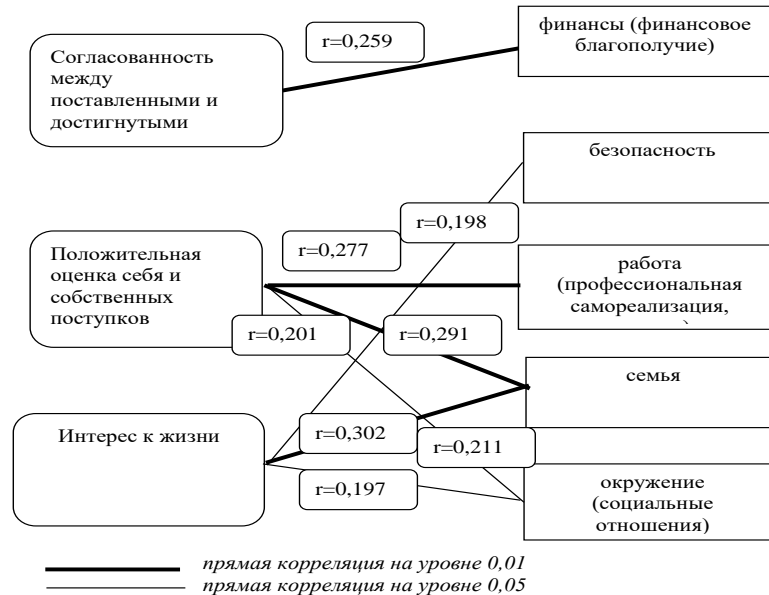 Согласованность
между
поставленными и
достигнутыми
r=0,259
финансы (финансовое
благополучие)
безопасность
r=0,198
Положительная
оценка себя и
собственных
поступков
r=0,277
работа
(профессиональная
самореализация,
r=0,201
r=0,291
семья
Интерес к жизни
r=0,302
r=0,211
r=0,197
окружение
(социальные
отношения)
прямая корреляция на уровне 0,01
прямая корреляция на уровне 0,05